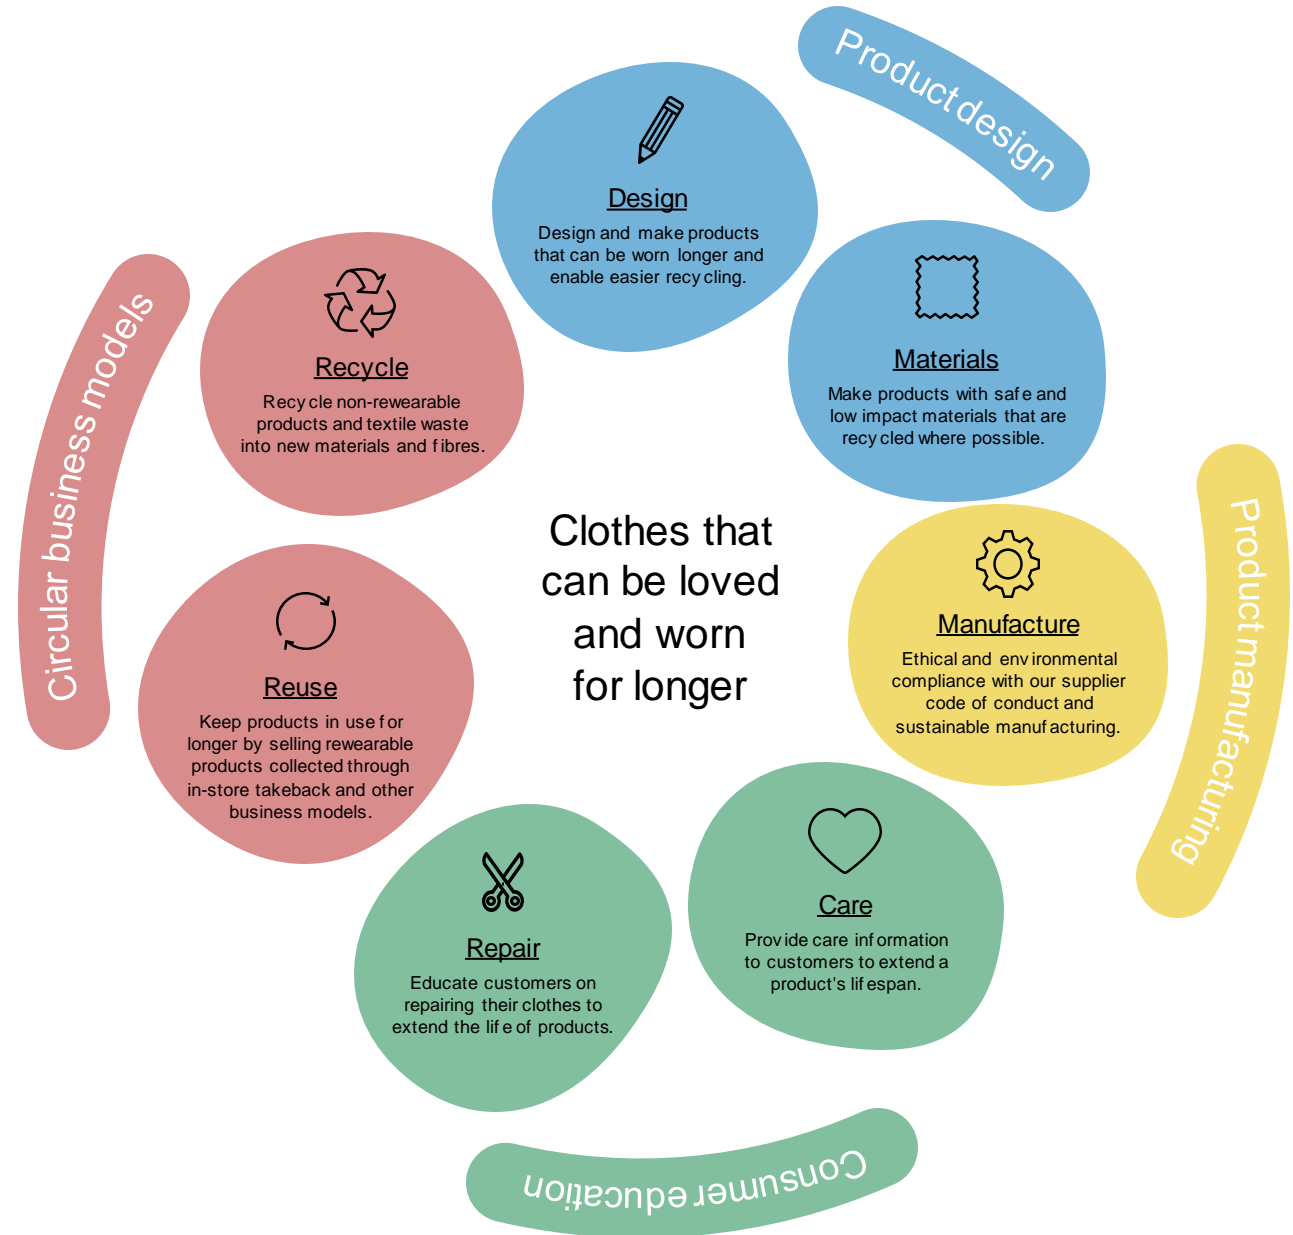 Product design
Design
Design and make products
that can be worn longer and
enable easier recycling.
Materials
Make products with safe and
low impact materials that are
recycled where possible.
Product manufacturing
Manufacture
Ethical and environmental
compliance with our supplier
code of conduct and
sustainable manufacturing.
Care
Provide care information
to customers to extend a
product's lifespan.
Consumer education
Repair
Educate customers on
repairing their clothes to
extend the life of products.
Reuse
Keep products in use for
longer by selling rewearable
products collected through
in-store takeback and other
business models.
Circular business models
Recycle
Recycle non-rewearable
products and textile waste
into new materials and fibres.
Clothes that
can be loved
and worn
for longer